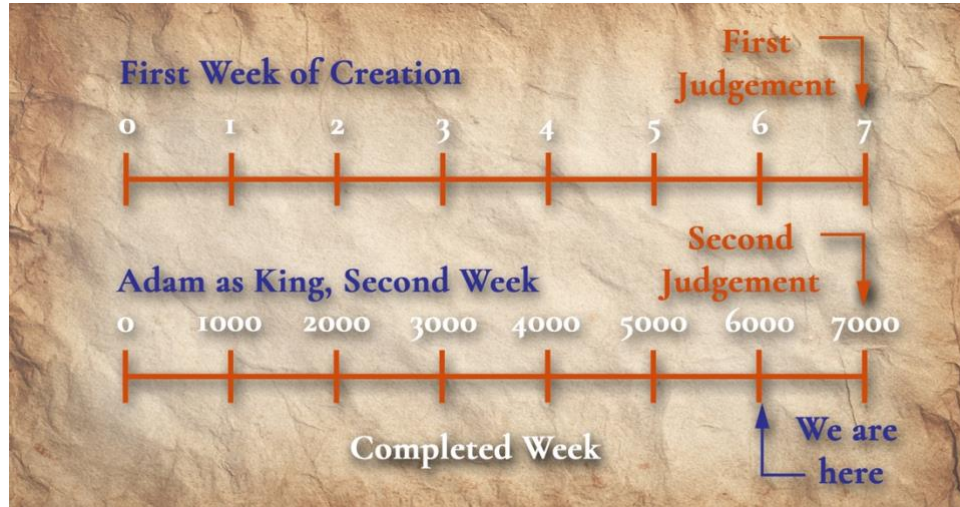 First Week of Creation
First
Judgement
0 1 2 3 4 5 6 7
Adam as King, Second Week
Second
Judgement
0 1000 2000 3000 4000 5000 6000 7000
Completed Week
We are
here